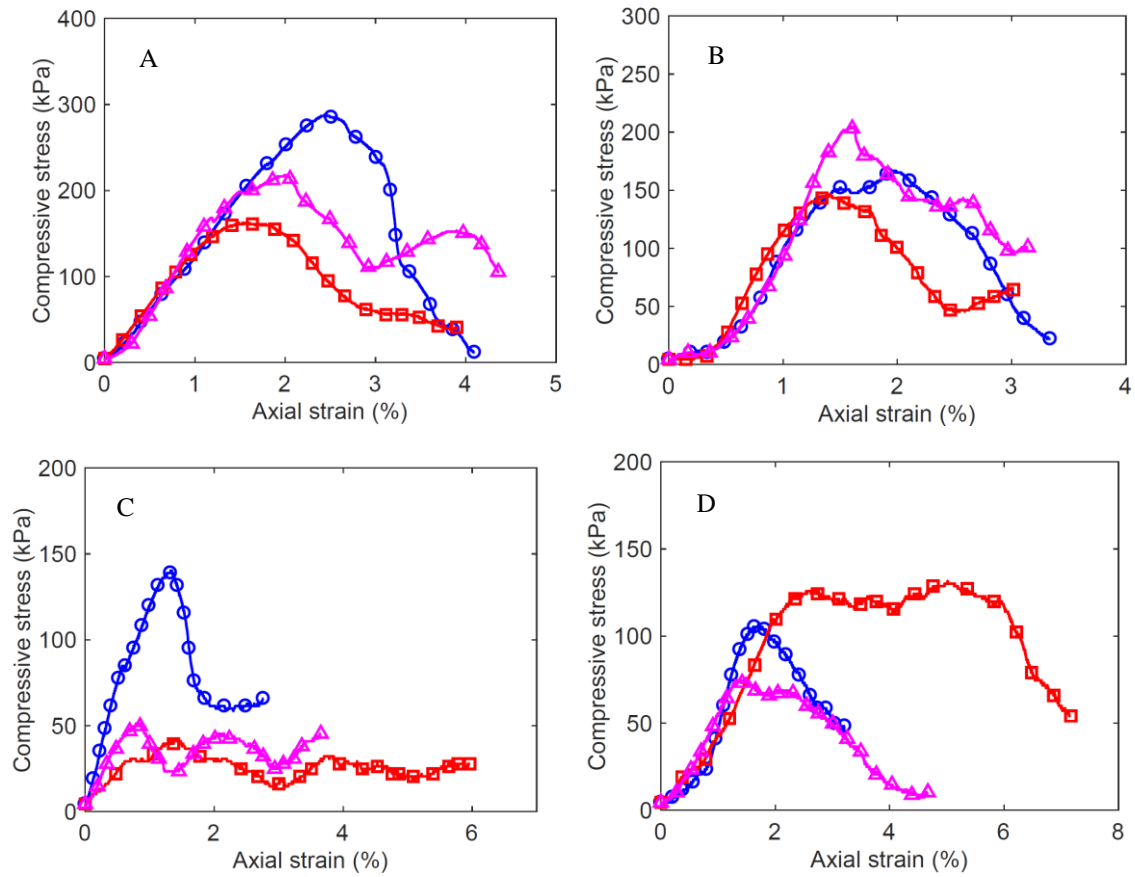 A
Compressive stress (kPa)
400
300
200
100
0
0 1 2 3 4 5
Axial strain (%)
B
Compressive stress (kPa)
300
250
200
150
100
50
0
0 1 2 3 4
Axial strain (%)
C
Compressive stress (kPa)
200
150
100
50
0
0 2 4 6
Axial strain (%)
D
Compressive stress (kPa)
200
150
100
50
0
0 2 4 6 8
Axial strain (%)